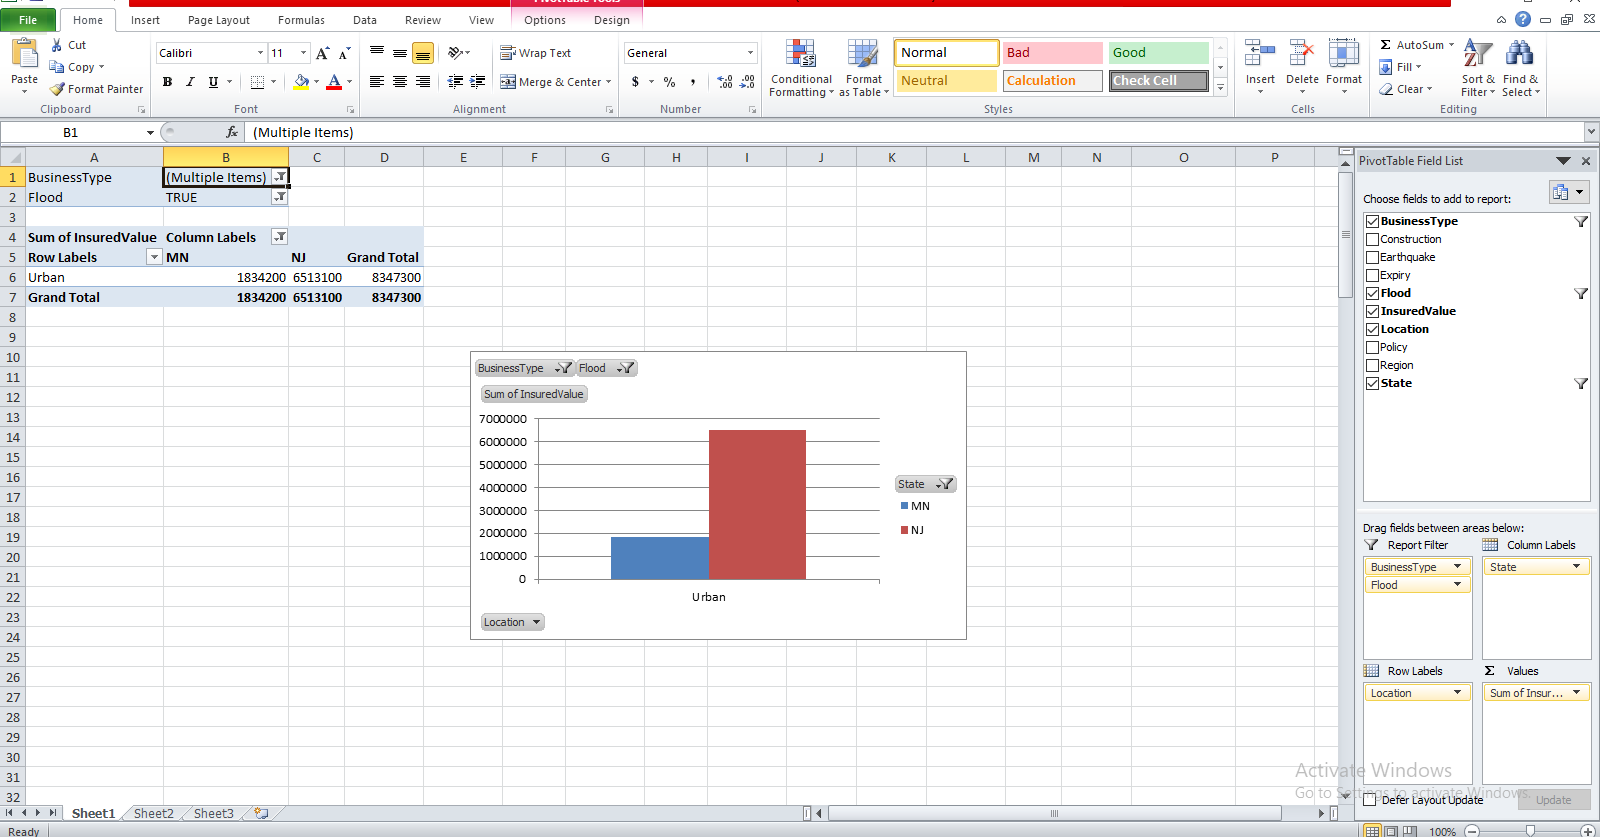 PivotTable Tools
File Home Insert Page Layout Formulas Data Review View Options Design
Paste
Cut
Copy
Format Painter
Clipboard
Calibri 11
B I U
Font
Wrap Text
Merge & Center
Alignment
General
$ % ,
Number
Conditional Formatting
Format as Table
Normal Bad Good
Neutral Calculation Check Cell
Styles
Insert Delete Format
Cells
Σ AutoSum
Fill
Clear
Sort & Filter
Find & Select
Editing
B1 fx (Multiple Items)
A B C D E F G H I J K L M N O P
1 BusinessType (Multiple Items)
2 Flood TRUE
3
4 Sum of InsuredValue Column Labels
5 Row Labels MN NJ Grand Total
6 Urban 1834200 6513100 8347300
7 Grand Total 1834200 6513100 8347300
8
9
10
11
12
13
14
15
16
17
18
19
20
21
22
23
24
25
26
27
28
29
30
31
32
BusinessType Flood
Sum of InsuredValue
7000000
6000000
5000000
4000000
3000000
2000000
1000000
0
Urban
State
MN
NJ
Location
PivotTable Field List
Choose fields to add to report:
BusinessType
Construction
Earthquake
Expiry
Flood
InsuredValue
Location
Policy
Region
State
Drag fields between areas below:
Report Filter Column Labels
BusinessType State
Flood
Row Labels Σ Values
Location Sum of Insur...
Activate Windows
Go to Settings to activate Windows.
Defer Layout Update Update
Sheet1 Sheet2 Sheet3
Ready 100%